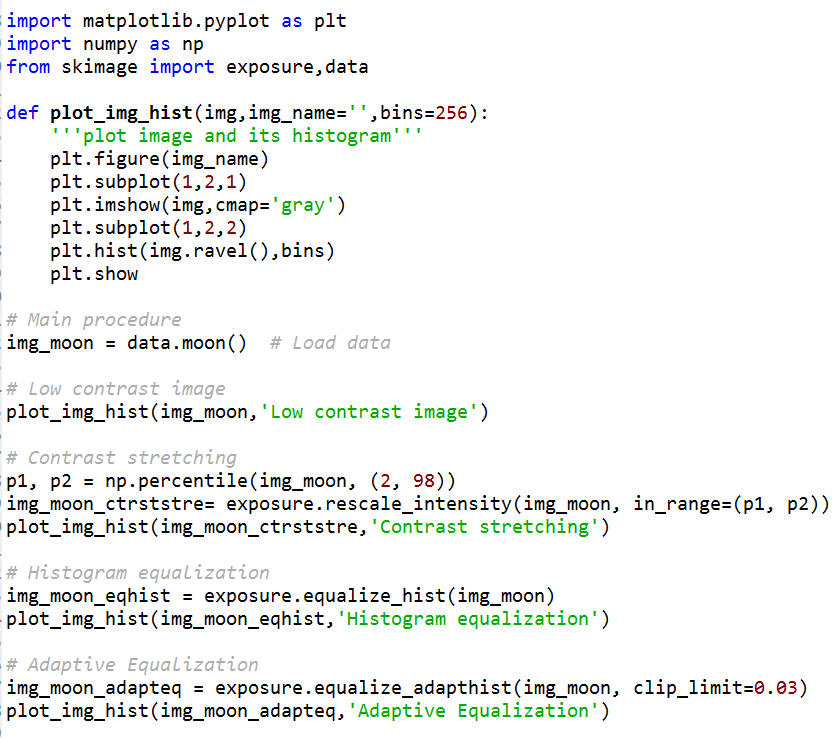 import matplotlib.pyplot as plt
import numpy as np
from skimage import exposure,data
def plot_img_hist(img,img_name='',bins=256):
'''plot image and its histogram'''
plt.figure(img_name)
plt.subplot(1,2,1)
plt.imshow(img,cmap='gray')
plt.subplot(1,2,2)
plt.hist(img.ravel(),bins)
plt.show
# Main procedure
img_moon = data.moon()  # Load data
# Low contrast image
plot_img_hist(img_moon,'Low contrast image')
# Contrast stretching
p1, p2 = np.percentile(img_moon, (2, 98))
img_moon_ctrststre= exposure.rescale_intensity(img_moon, in_range=(p1, p2))
plot_img_hist(img_moon_ctrststre,'Contrast stretching')
# Histogram equalization
img_moon_eqhist = exposure.equalize_hist(img_moon)
plot_img_hist(img_moon_eqhist,'Histogram equalization')
# Adaptive Equalization
img_moon_adapteq = exposure.equalize_adapthist(img_moon, clip_limit=0.03)
plot_img_hist(img_moon_adapteq,'Adaptive Equalization')